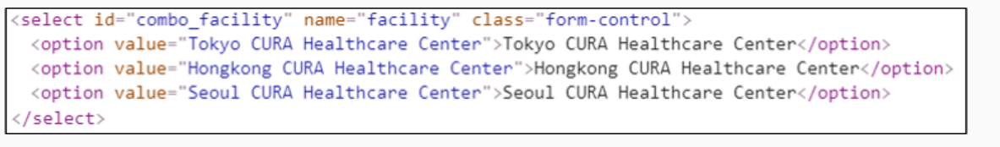 <select id="combo_facility" name="facility" class="form-control">
  <option value="Tokyo CURA Healthcare Center">Tokyo CURA Healthcare Center</option>
  <option value="Hongkong CURA Healthcare Center">Hongkong CURA Healthcare Center</option>
  <option value="Seoul CURA Healthcare Center">Seoul CURA Healthcare Center</option>
</select>